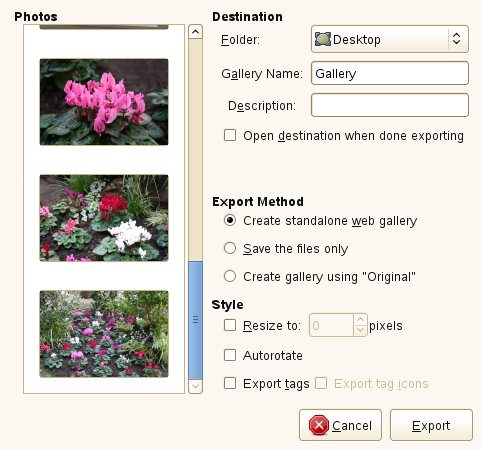 Photos
Destination
Folder: Desktop
Gallery Name: Gallery
Description:
Open destination when done exporting
Export Method
Create standalone web gallery
Save the files only
Create gallery using "Original"
Style
Resize to: 0 pixels
Autorotate
Export tags Export tag icons
Cancel Export